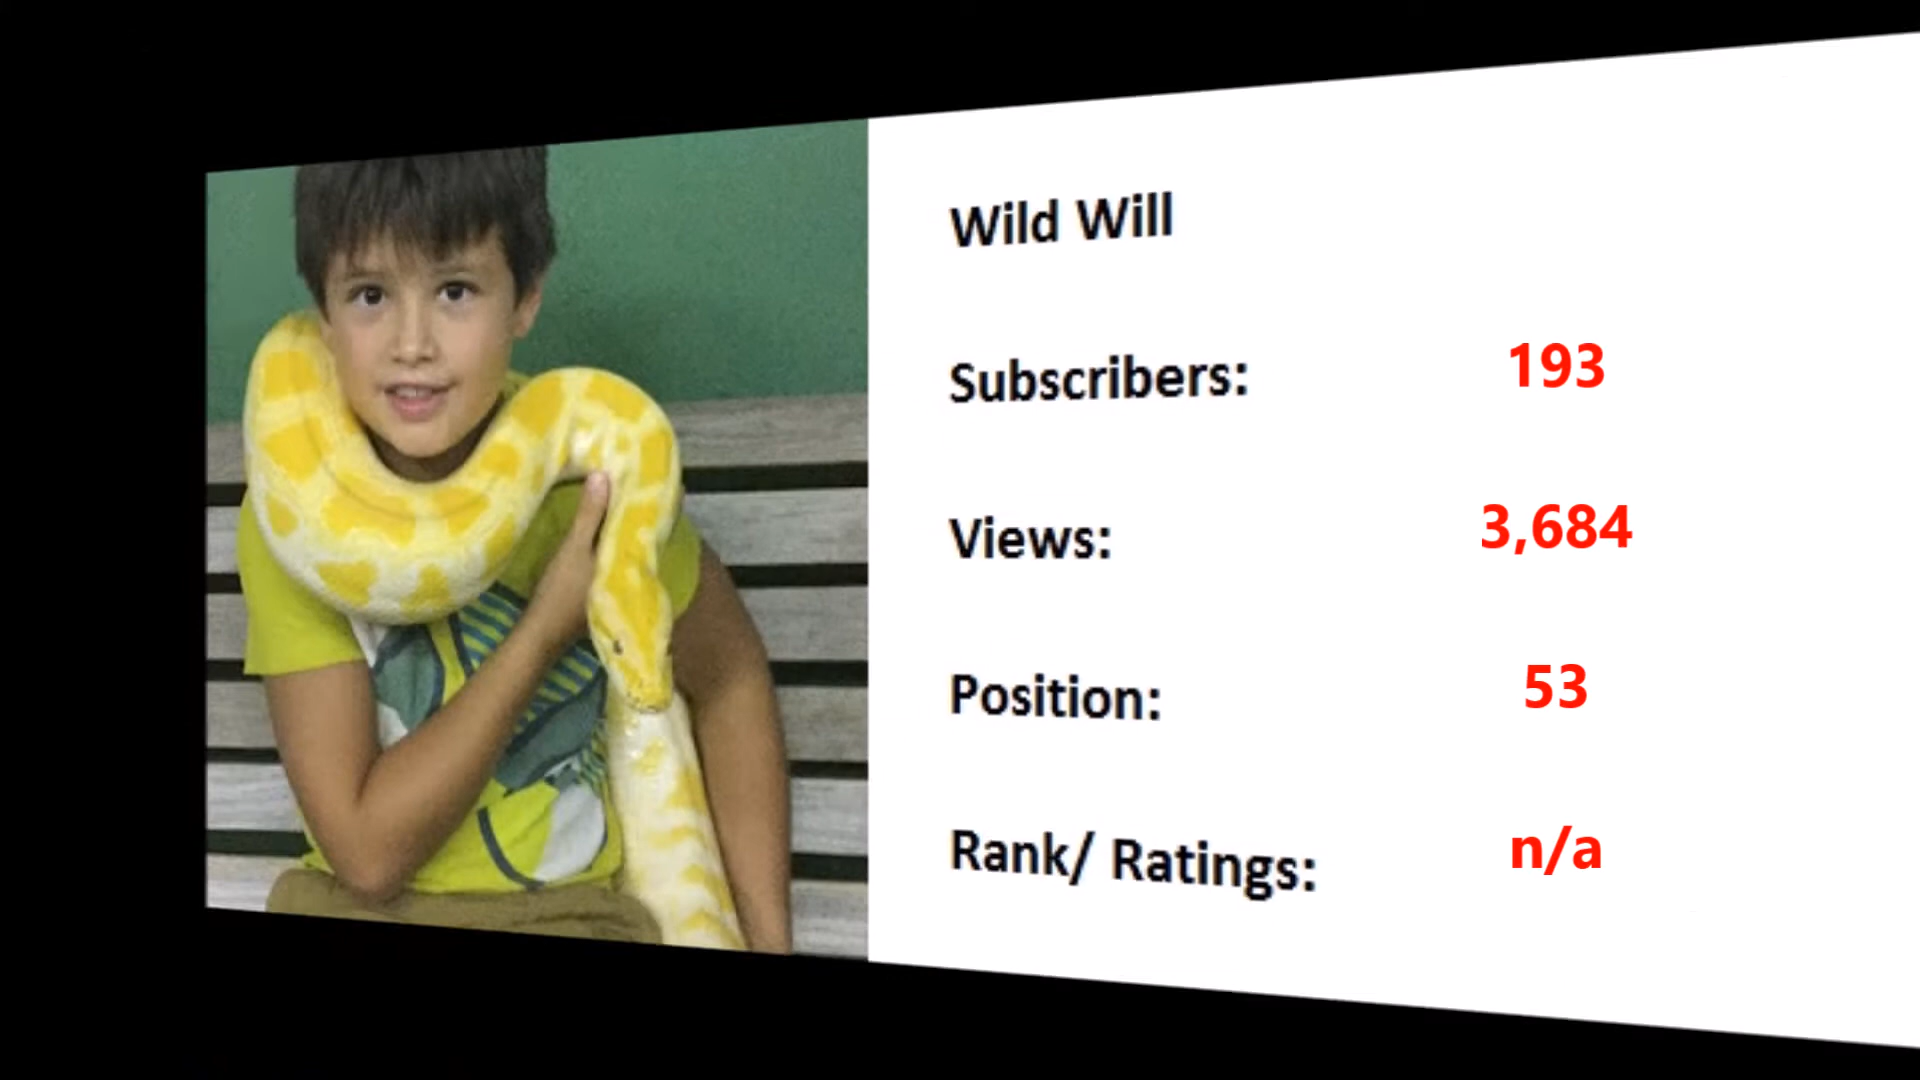 Wild Will
Subscribers: 193
Views: 3,684
Position: 53
Rank/ Ratings: n/a